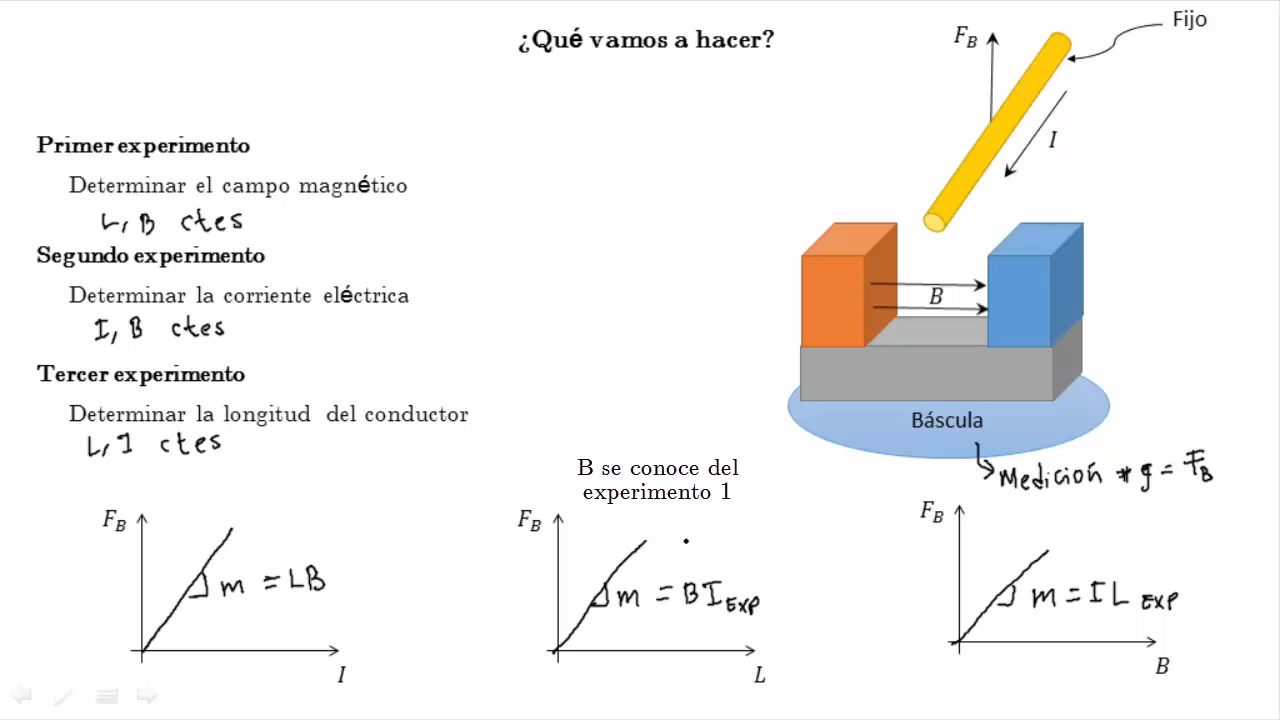 ¿Qué vamos a hacer?
Fijo
F_B
I
Primer experimento
Determinar el campo magnético
L, B ctes
Segundo experimento
Determinar la corriente eléctrica
I, B ctes
Tercer experimento
Determinar la longitud del conductor
L, I ctes
B
Báscula
Medición * g = F_B
B se conoce del
experimento 1
F_B
m = LB
I
F_B
m = BI_EXP
L
F_B
m = IL_EXP
B